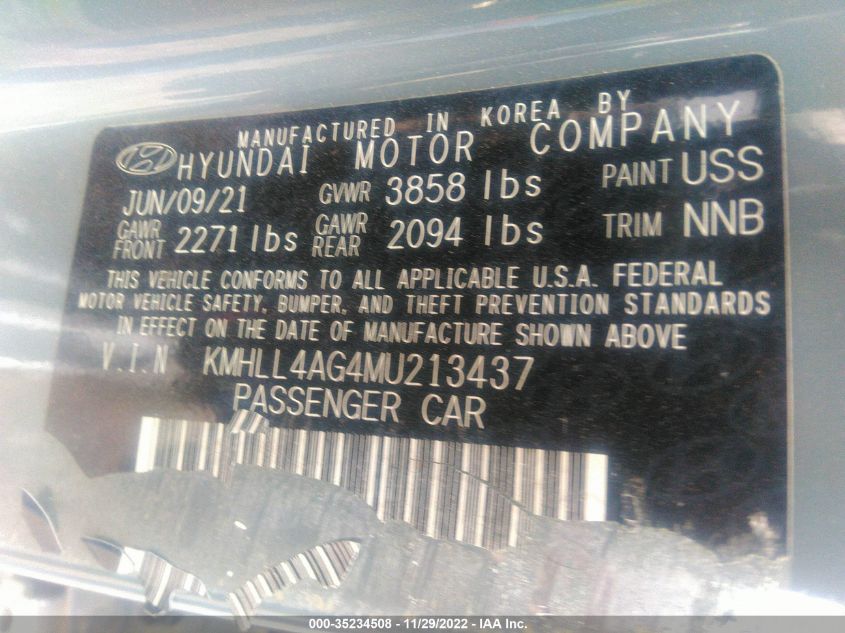 MANUFACTURED IN KOREA BY
HYUNDAI MOTOR COMPANY
JUN/09/21 GVWR 3858 lbs PAINT USS
GAWR FRONT 2271 lbs GAWR REAR 2094 lbs TRIM NNB
THIS VEHICLE CONFORMS TO ALL APPLICABLE U.S.A. FEDERAL
MOTOR VEHICLE SAFETY, BUMPER, AND THEFT PREVENTION STANDARDS
IN EFFECT ON THE DATE OF MANUFACTURE SHOWN ABOVE
V.I.N KMHLL4AG4MU213437
PASSENGER CAR
000-35234508 - 11/29/2022 - IAA Inc.